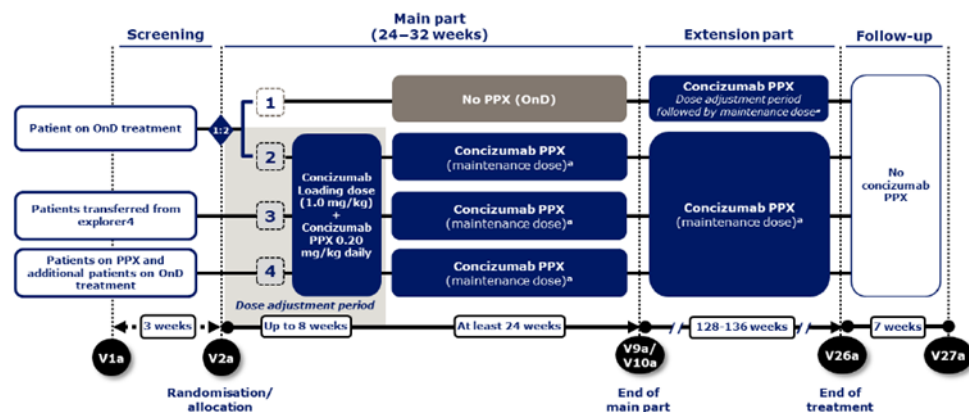 Screening
Main part
(24–32 weeks)
Extension part
Follow-up
Patient on OnD treatment
1:2
1
No PPX (OnD)
Concizumab PPX
Dose adjustment period
followed by maintenance doseᵃ
2
Concizumab
Loading dose
(1.0 mg/kg)
+
Concizumab
PPX 0.20
mg/kg daily
Concizumab PPX
(maintenance dose)ᵃ
Concizumab PPX
(maintenance dose)ᵃ
No
concizumab
PPX
Patients transferred from
explorer4
3
Concizumab PPX
(maintenance dose)ᵃ
Patients on PPX and
additional patients on OnD
treatment
4
Concizumab PPX
(maintenance dose)ᵃ
Dose adjustment period
3 weeks
Up to 8 weeks
At least 24 weeks
128-136 weeks
7 weeks
V1a
V2a
V9a/
V10a
V26a
V27a
Randomisation/
allocation
End of
main part
End of
treatment